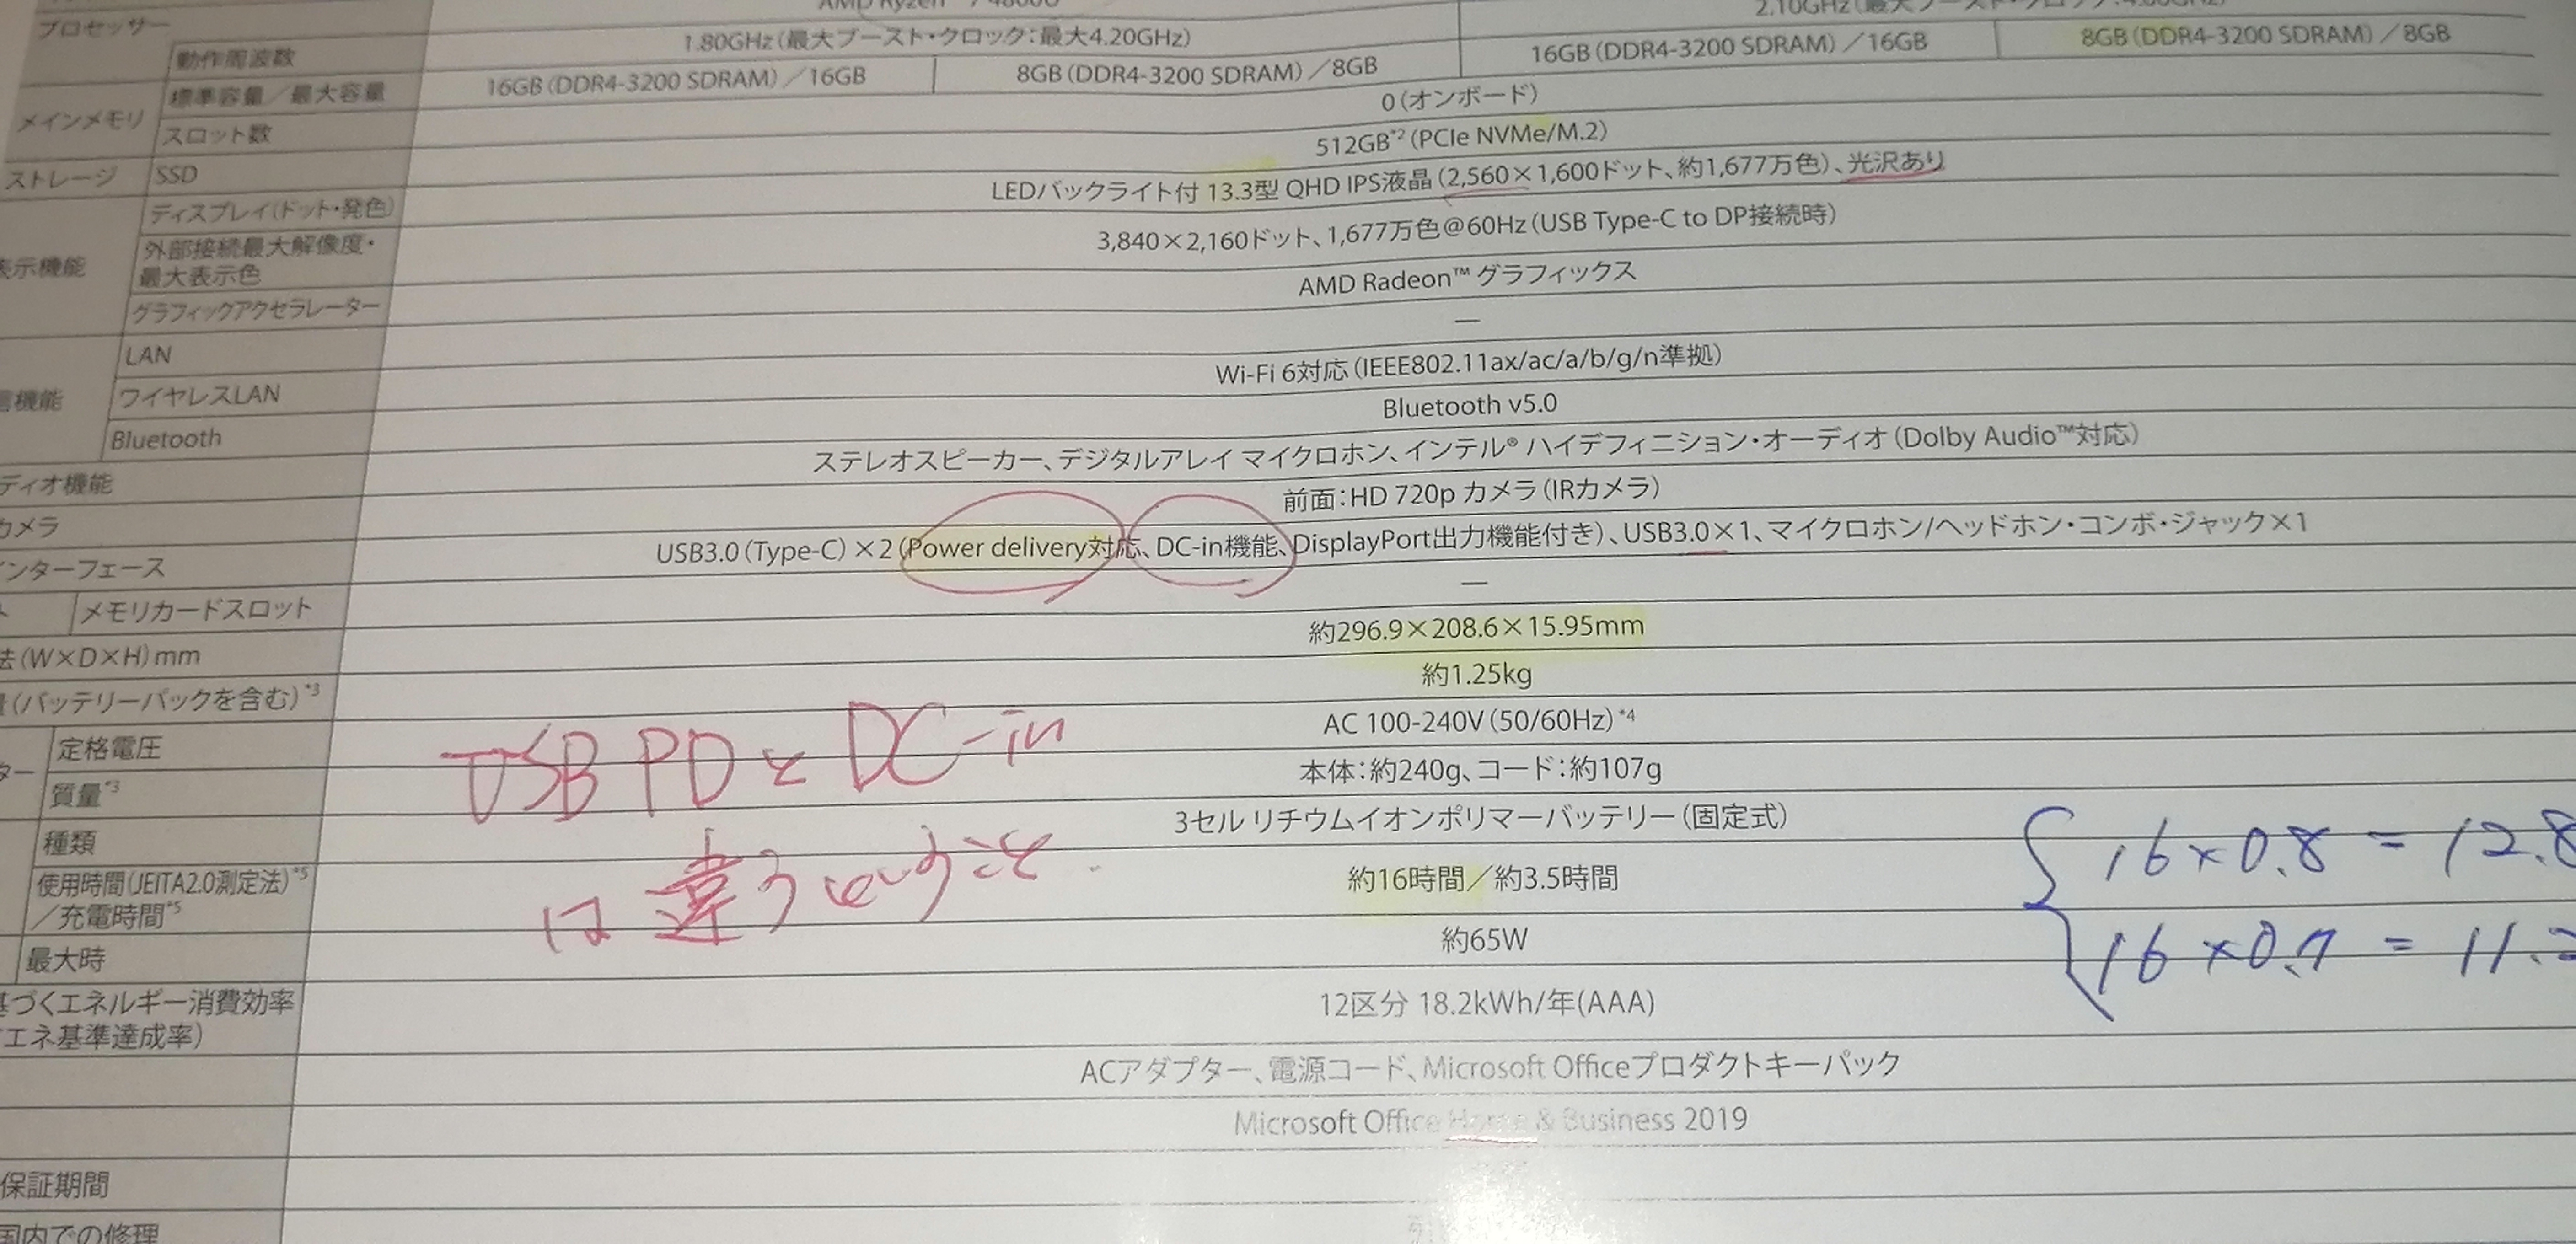 プロセッサー
動作周波数 1.80GHz（最大ブースト・クロック：最大4.20GHz）
メインメモリ 標準容量／最大容量 16GB（DDR4-3200 SDRAM）／16GB 8GB（DDR4-3200 SDRAM）／8GB 16GB（DDR4-3200 SDRAM）／16GB 8GB（DDR4-3200 SDRAM）／8GB
スロット数 0（オンボード）
ストレージ SSD 512GB*2（PCIe NVMe/M.2）
ディスプレイ（ドット・発色） LEDバックライト付 13.3型 QHD IPS液晶（2,560×1,600ドット、約1,677万色）、光沢あり
表示機能 外部接続最大解像度・ 3,840×2,160ドット、1,677万色@60Hz（USB Type-C to DP接続時）
最大表示色
グラフィックアクセラレーター AMD Radeon™ グラフィックス
LAN —
機能 ワイヤレスLAN Wi-Fi 6対応（IEEE802.11ax/ac/a/b/g/n準拠）
Bluetooth Bluetooth v5.0
ディオ機能 ステレオスピーカー、デジタルアレイ マイクロホン、インテル® ハイデフィニション・オーディオ（Dolby Audio™対応）
カメラ 前面：HD 720p カメラ（IRカメラ）
ンターフェース USB3.0（Type-C）×2（Power delivery対応、DC-in機能、DisplayPort出力機能付き）、USB3.0×1、マイクロホン/ヘッドホン・コンボ・ジャック×1
メモリカードスロット —
法（W×D×H）mm 約296.9×208.6×15.95mm
量（バッテリーパックを含む）*3 約1.25kg
ター 定格電圧 AC 100-240V（50/60Hz）*4
質量*3 本体：約240g、コード：約107g
種類 3セル リチウムイオンポリマーバッテリー（固定式）
使用時間（JEITA2.0測定法）*5 約16時間／約3.5時間
／充電時間*5
最大時 約65W
基づくエネルギー消費効率 12区分 18.2kWh/年(AAA)
エネ基準達成率）
ACアダプター、電源コード、Microsoft Officeプロダクトキーパック
Microsoft Office Home & Business 2019
保証期間
国内での修理
USB PDと DC-in
は違うということ
16×0.8=12.8
16×0.7=11.2